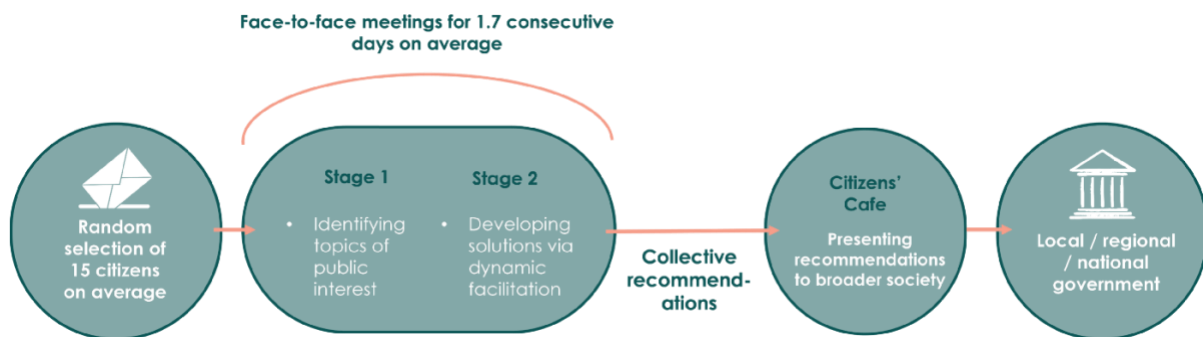 Face-to-face meetings for 1.7 consecutive
days on average
Random
selection of
15 citizens
on average
Stage 1
• Identifying
topics of
public
interest
Stage 2
• Developing
solutions via
dynamic
facilitation
Collective
recommend-
ations
Citizens'
Cafe
Presenting
recommendations
to broader society
Local / regional
/ national
government